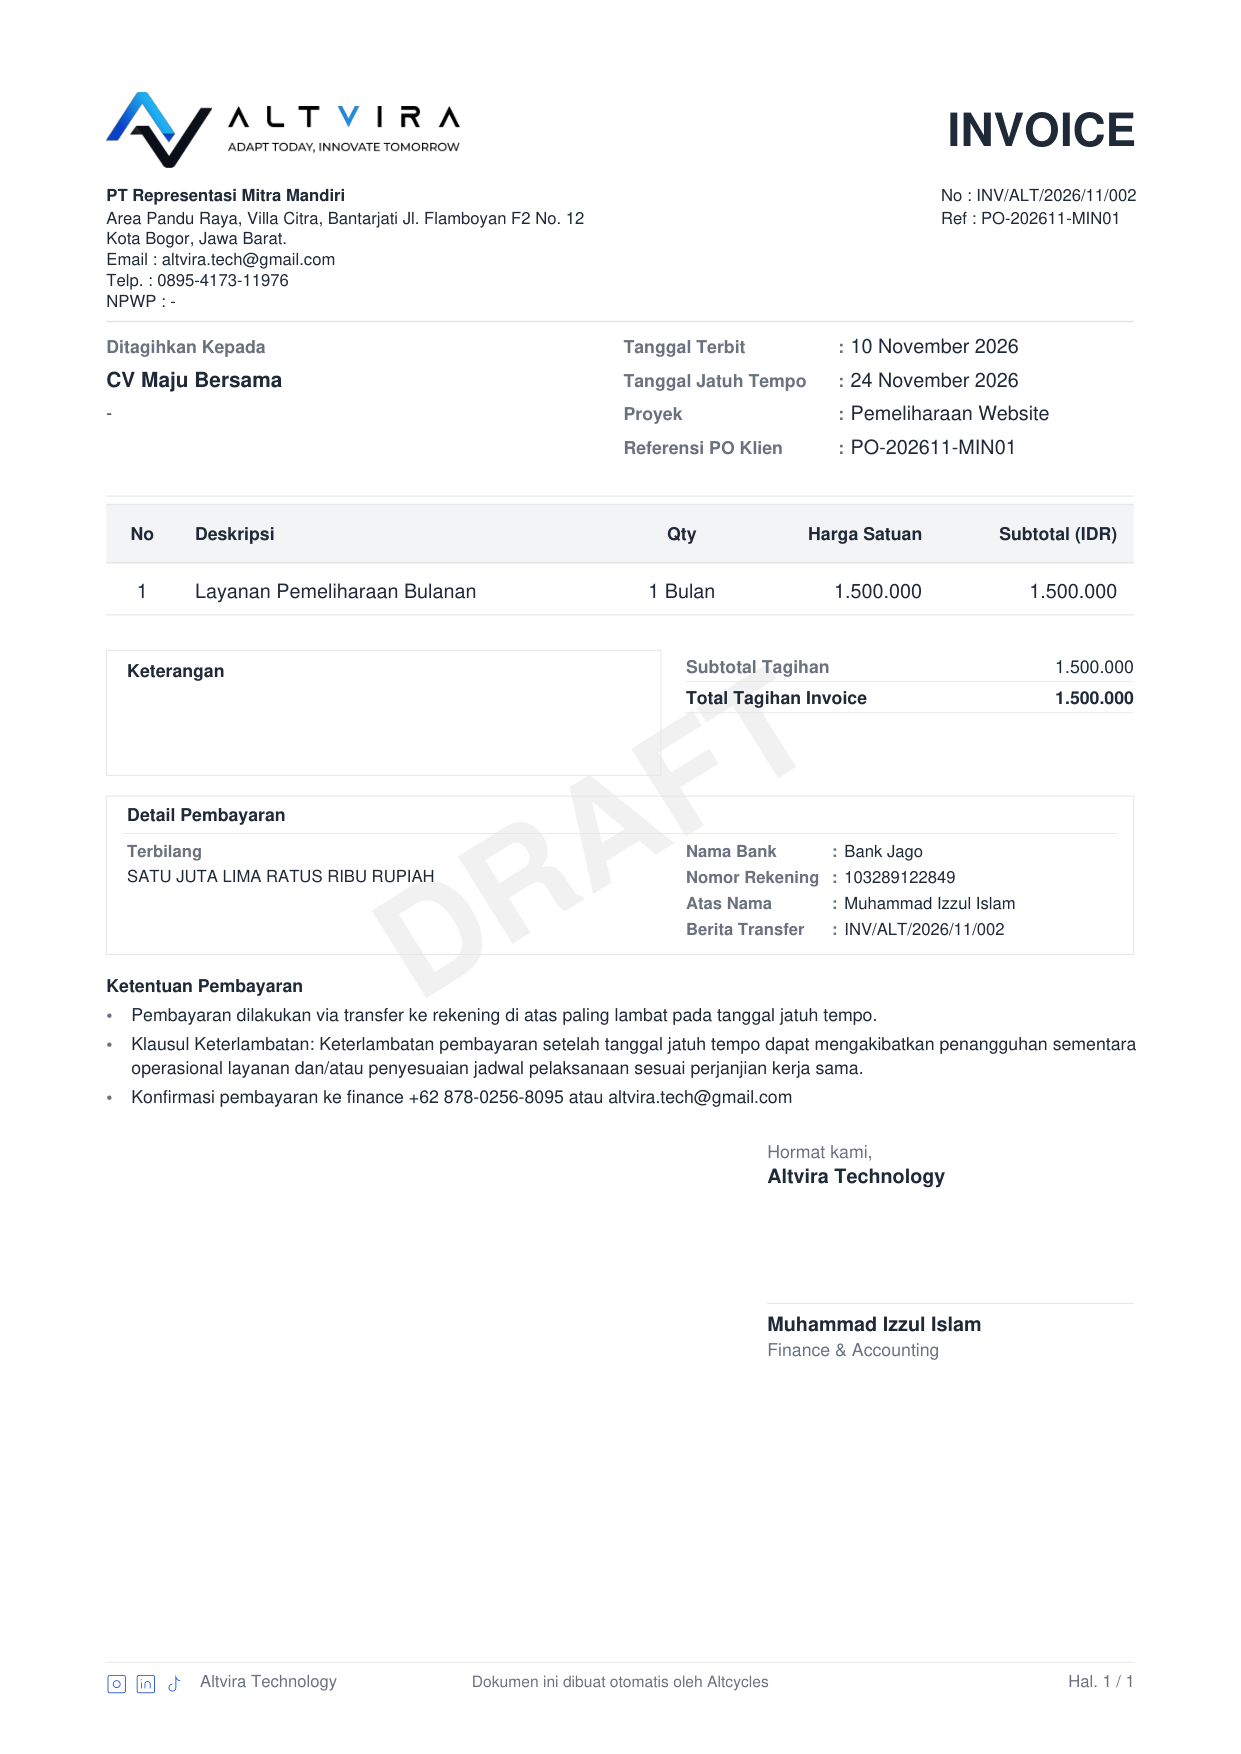 ALTVIRA
ADAPT TODAY, INNOVATE TOMORROW
INVOICE
PT Representasi Mitra Mandiri
Area Pandu Raya, Villa Citra, Bantarjati Jl. Flamboyan F2 No. 12
Kota Bogor, Jawa Barat.
Email : altvira.tech@gmail.com
Telp. : 0895-4173-11976
NPWP : -
No : INV/ALT/2026/11/002
Ref : PO-202611-MIN01
Ditagihkan Kepada
CV Maju Bersama
-
Tanggal Terbit : 10 November 2026
Tanggal Jatuh Tempo : 24 November 2026
Proyek : Pemeliharaan Website
Referensi PO Klien : PO-202611-MIN01
No Deskripsi Qty Harga Satuan Subtotal (IDR)
1 Layanan Pemeliharaan Bulanan 1 Bulan 1.500.000 1.500.000
Keterangan
Subtotal Tagihan 1.500.000
Total Tagihan Invoice 1.500.000
DRAFT
Detail Pembayaran
Terbilang
SATU JUTA LIMA RATUS RIBU RUPIAH
Nama Bank : Bank Jago
Nomor Rekening : 103289122849
Atas Nama : Muhammad Izzul Islam
Berita Transfer : INV/ALT/2026/11/002
Ketentuan Pembayaran
• Pembayaran dilakukan via transfer ke rekening di atas paling lambat pada tanggal jatuh tempo.
• Klausul Keterlambatan: Keterlambatan pembayaran setelah tanggal jatuh tempo dapat mengakibatkan penangguhan sementara
operasional layanan dan/atau penyesuaian jadwal pelaksanaan sesuai perjanjian kerja sama.
• Konfirmasi pembayaran ke finance +62 878-0256-8095 atau altvira.tech@gmail.com
Hormat kami,
Altvira Technology
Muhammad Izzul Islam
Finance & Accounting
Altvira Technology
Dokumen ini dibuat otomatis oleh Altcycles
Hal. 1 / 1